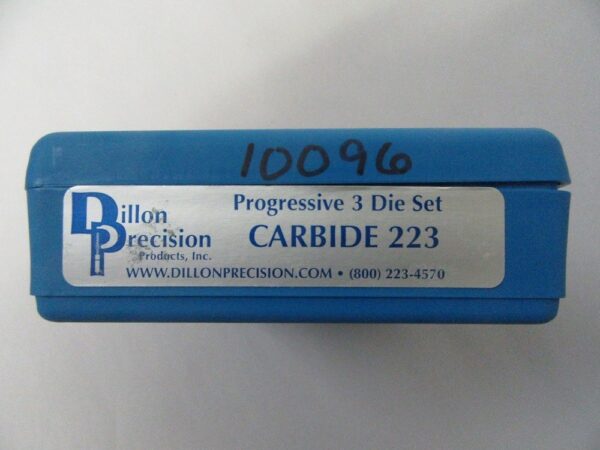 10096
Dillon
Precision
Products, Inc.
Progressive 3 Die Set
CARBIDE 223
WWW.DILLONPRECISION.COM • (800) 223-4570